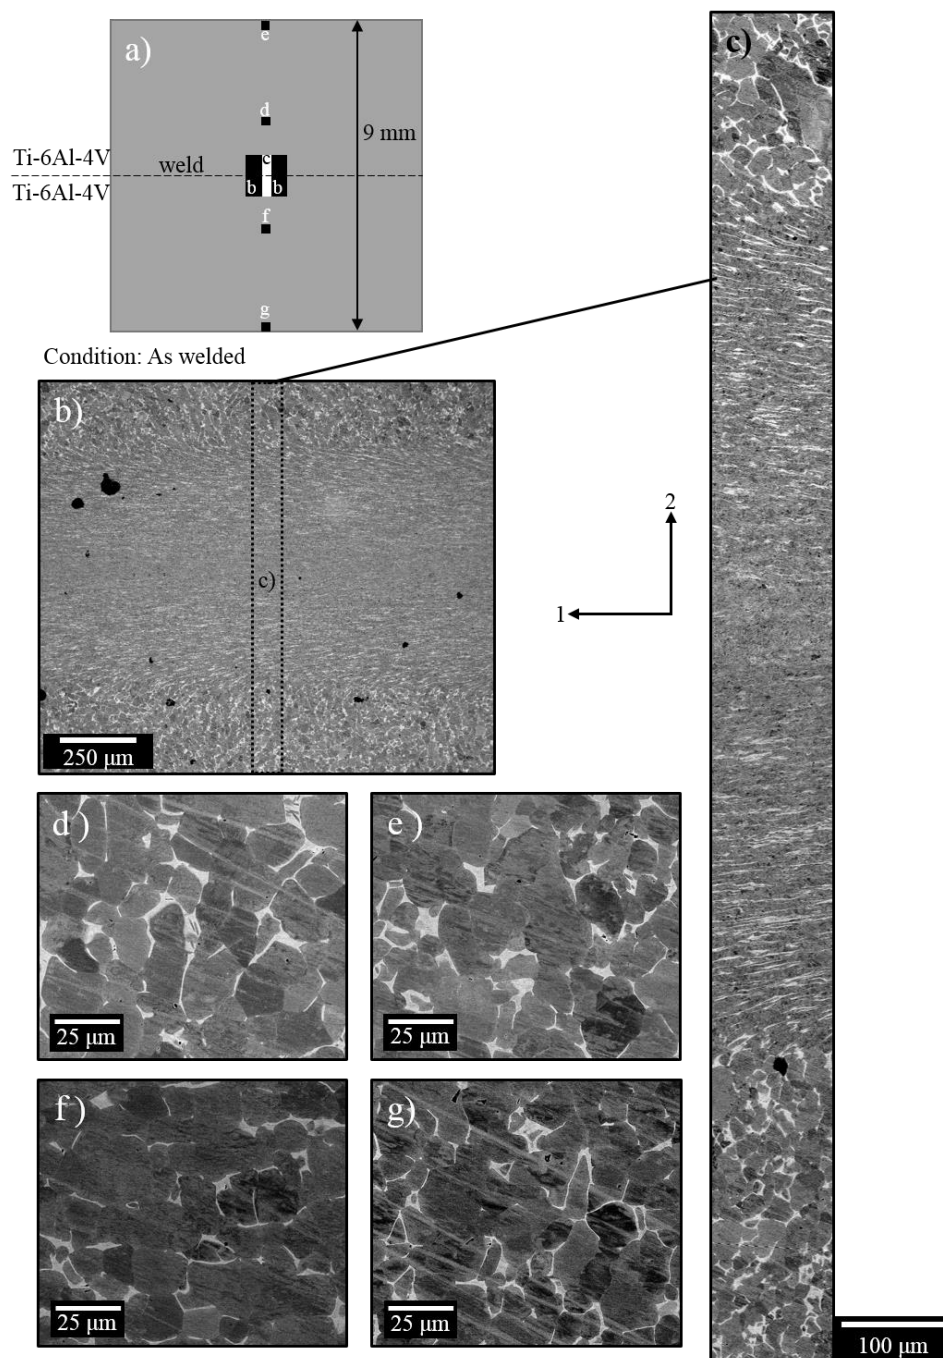 a)
e
d
9 mm
Ti-6Al-4V
weld
c
Ti-6Al-4V
b
b
f
g
Condition: As welded
b)
c)
250 µm
c)
2
1
d )
25 µm
e)
25 µm
f )
25 µm
g)
25 µm
100 µm